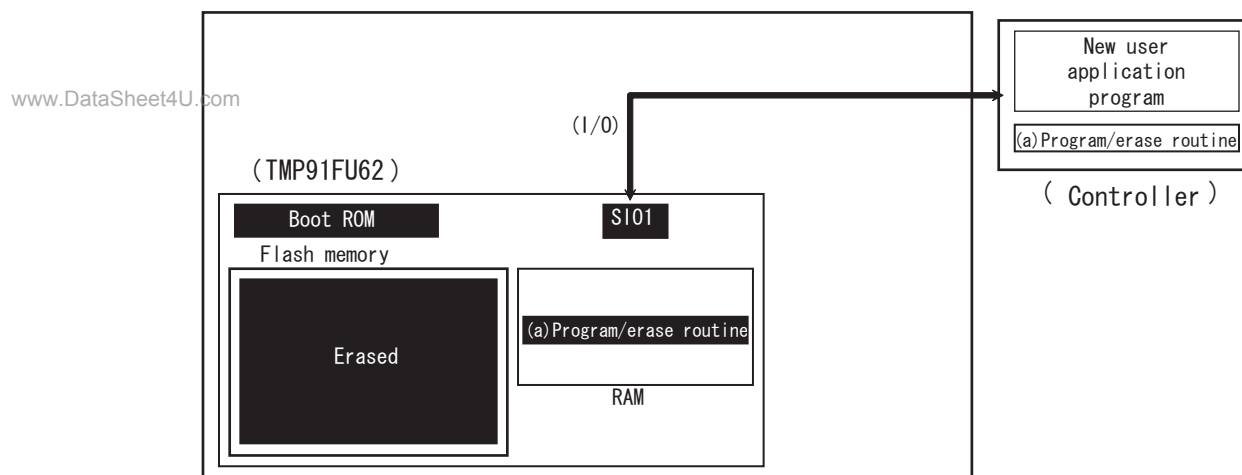 New user
application
program
(a)Program/erase routine
( Controller )
www.DataSheet4U.com
(I/O)
(TMP91FU62)
Boot ROM
SIO1
Flash memory
Erased
(a)Program/erase routine
RAM